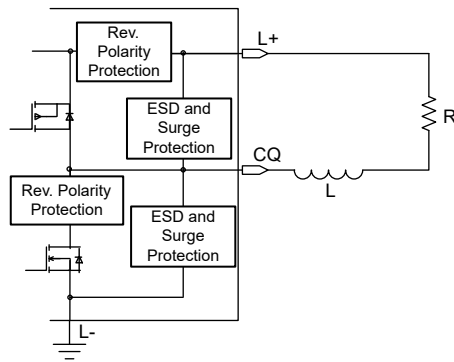 Rev.
Polarity
Protection
L+
ESD and
Surge
Protection
R
CQ
L
Rev. Polarity
Protection
ESD and
Surge
Protection
L-